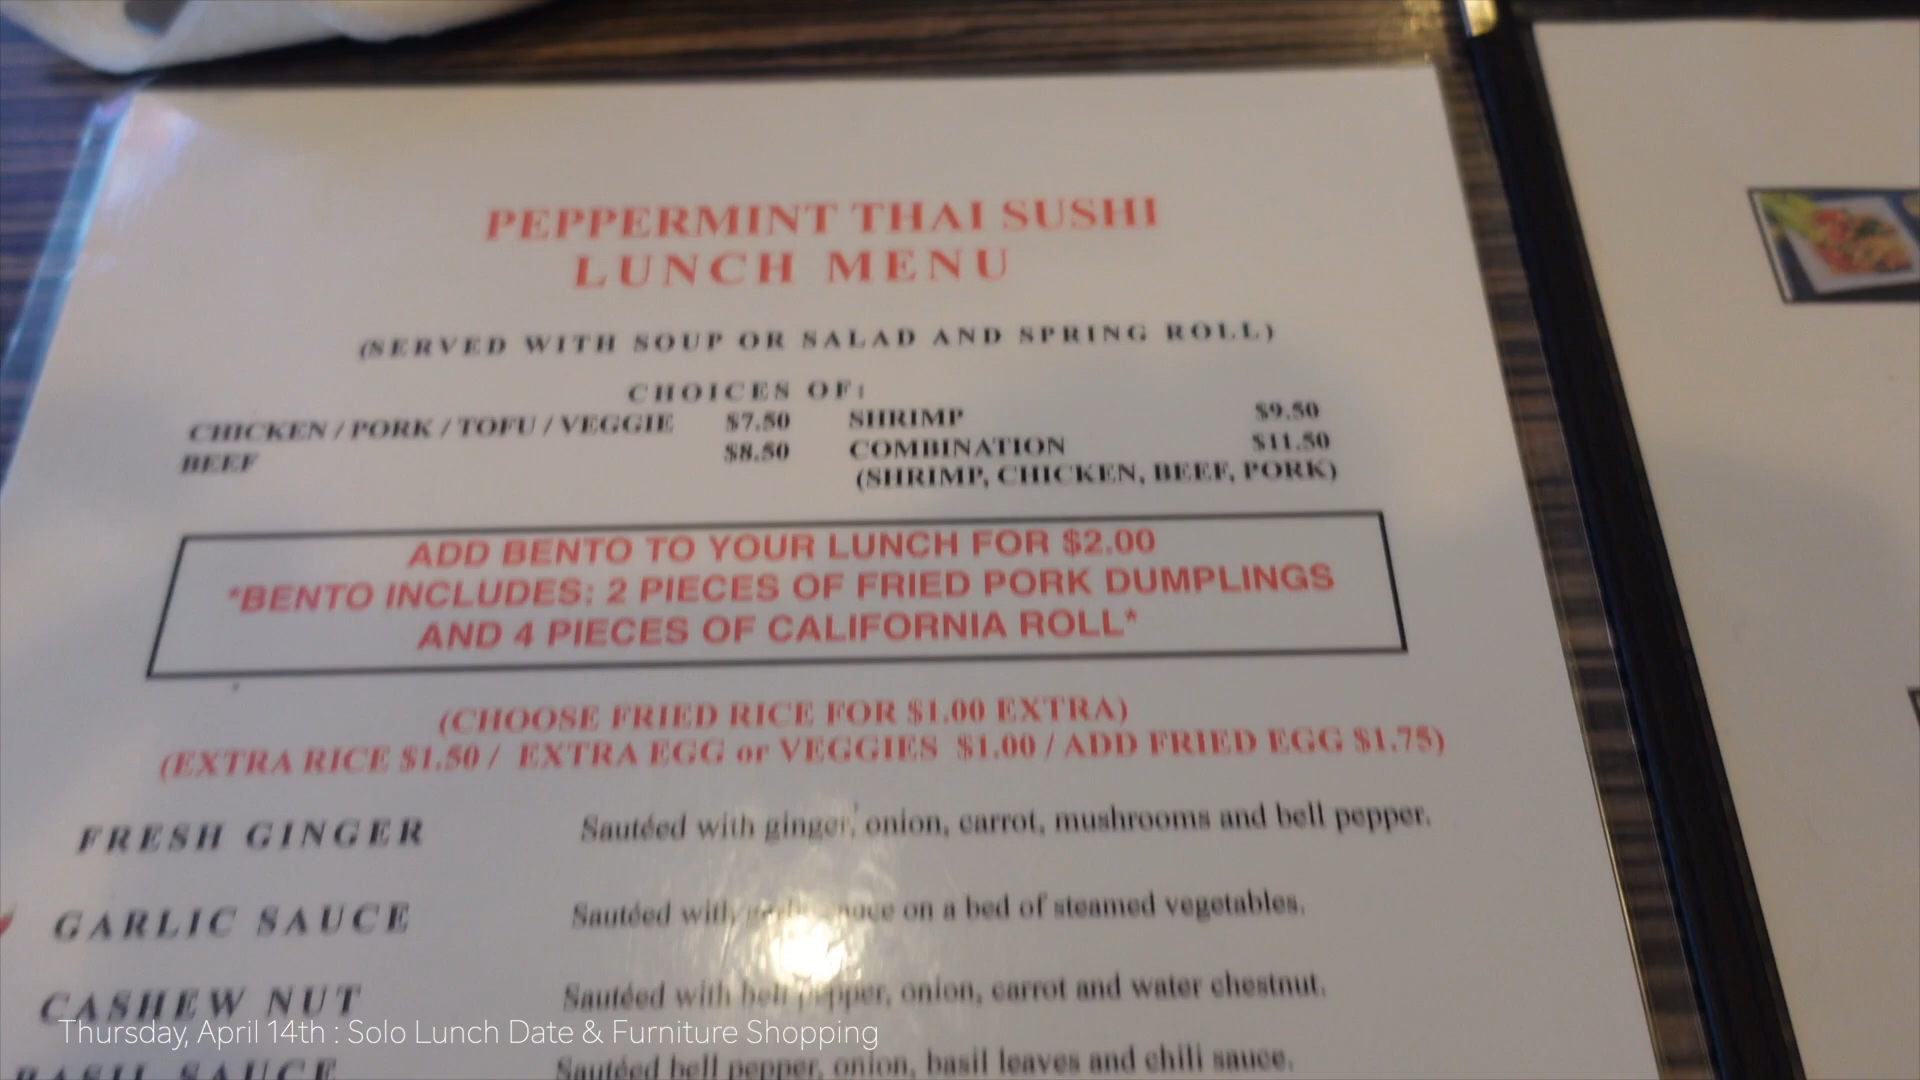 PEPPERMINT THAI SUSHI
LUNCH MENU
(SERVED WITH SOUP OR SALAD AND SPRING ROLL)
CHOICES OF:
CHICKEN / PORK / TOFU / VEGGIE $7.50 SHRIMP $9.50
BEEF $8.50 COMBINATION $11.50
(SHRIMP, CHICKEN, BEEF, PORK)
ADD BENTO TO YOUR LUNCH FOR $2.00
*BENTO INCLUDES: 2 PIECES OF FRIED PORK DUMPLINGS
AND 4 PIECES OF CALIFORNIA ROLL*
(CHOOSE FRIED RICE FOR $1.00 EXTRA)
(EXTRA RICE $1.50 / EXTRA EGG or VEGGIES $1.00 / ADD FRIED EGG $1.75)
FRESH GINGER Sautéed with ginger, onion, carrot, mushrooms and bell pepper.
GARLIC SAUCE Sautéed with garlic sauce on a bed of steamed vegetables.
CASHEW NUT Sautéed with bell pepper, onion, carrot and water chestnut.
BASIL SAUCE Sautéed bell pepper, onion, basil leaves and chili sauce.
Thursday, April 14th : Solo Lunch Date & Furniture Shopping